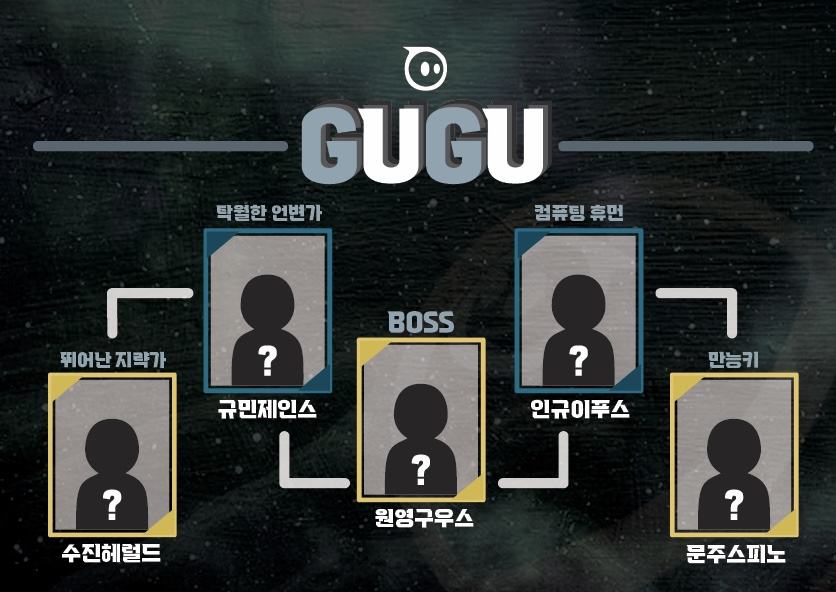 GUGU
탁월한 언변가
컴퓨팅 휴먼
BOSS
뛰어난 지략가
만능키
?
?
?
?
?
규민제인스
인규이푸스
원영구우스
수진헤럴드
문주스피노